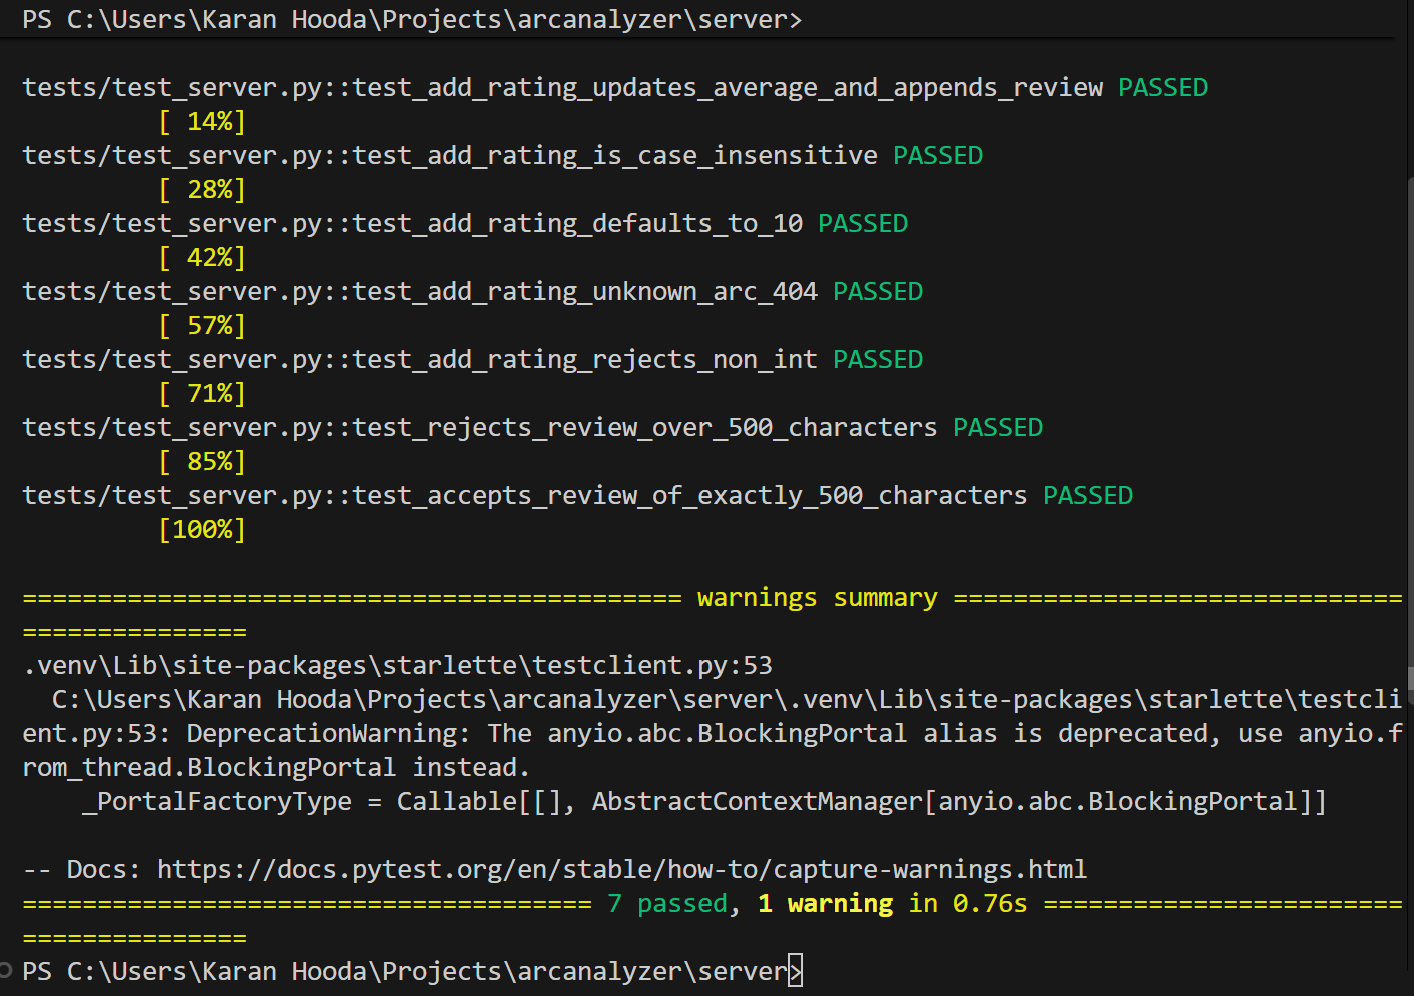 PS C:\Users\Karan Hooda\Projects\arcanalyzer\server>
tests/test_server.py::test_add_rating_updates_average_and_appends_review PASSED
[ 14%]
tests/test_server.py::test_add_rating_is_case_insensitive PASSED
[ 28%]
tests/test_server.py::test_add_rating_defaults_to_10 PASSED
[ 42%]
tests/test_server.py::test_add_rating_unknown_arc_404 PASSED
[ 57%]
tests/test_server.py::test_add_rating_rejects_non_int PASSED
[ 71%]
tests/test_server.py::test_rejects_review_over_500_characters PASSED
[ 85%]
tests/test_server.py::test_accepts_review_of_exactly_500_characters PASSED
[100%]
============================================ warnings summary ==============================
===============
.venv\Lib\site-packages\starlette\testclient.py:53
  C:\Users\Karan Hooda\Projects\arcanalyzer\server\.venv\Lib\site-packages\starlette\testcli
ent.py:53: DeprecationWarning: The anyio.abc.BlockingPortal alias is deprecated, use anyio.f
rom_thread.BlockingPortal instead.
    _PortalFactoryType = Callable[[], AbstractContextManager[anyio.abc.BlockingPortal]]
-- Docs: https://docs.pytest.org/en/stable/how-to/capture-warnings.html
====================================== 7 passed, 1 warning in 0.76s ========================
===============
PS C:\Users\Karan Hooda\Projects\arcanalyzer\server>